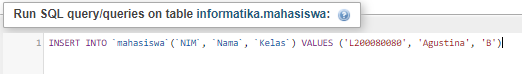 Run SQL query/queries on table informatika.mahasiswa:
1 INSERT INTO `mahasiswa`(`NIM`, `Nama`, `Kelas`) VALUES ('L200080080', 'Agustina', 'B')